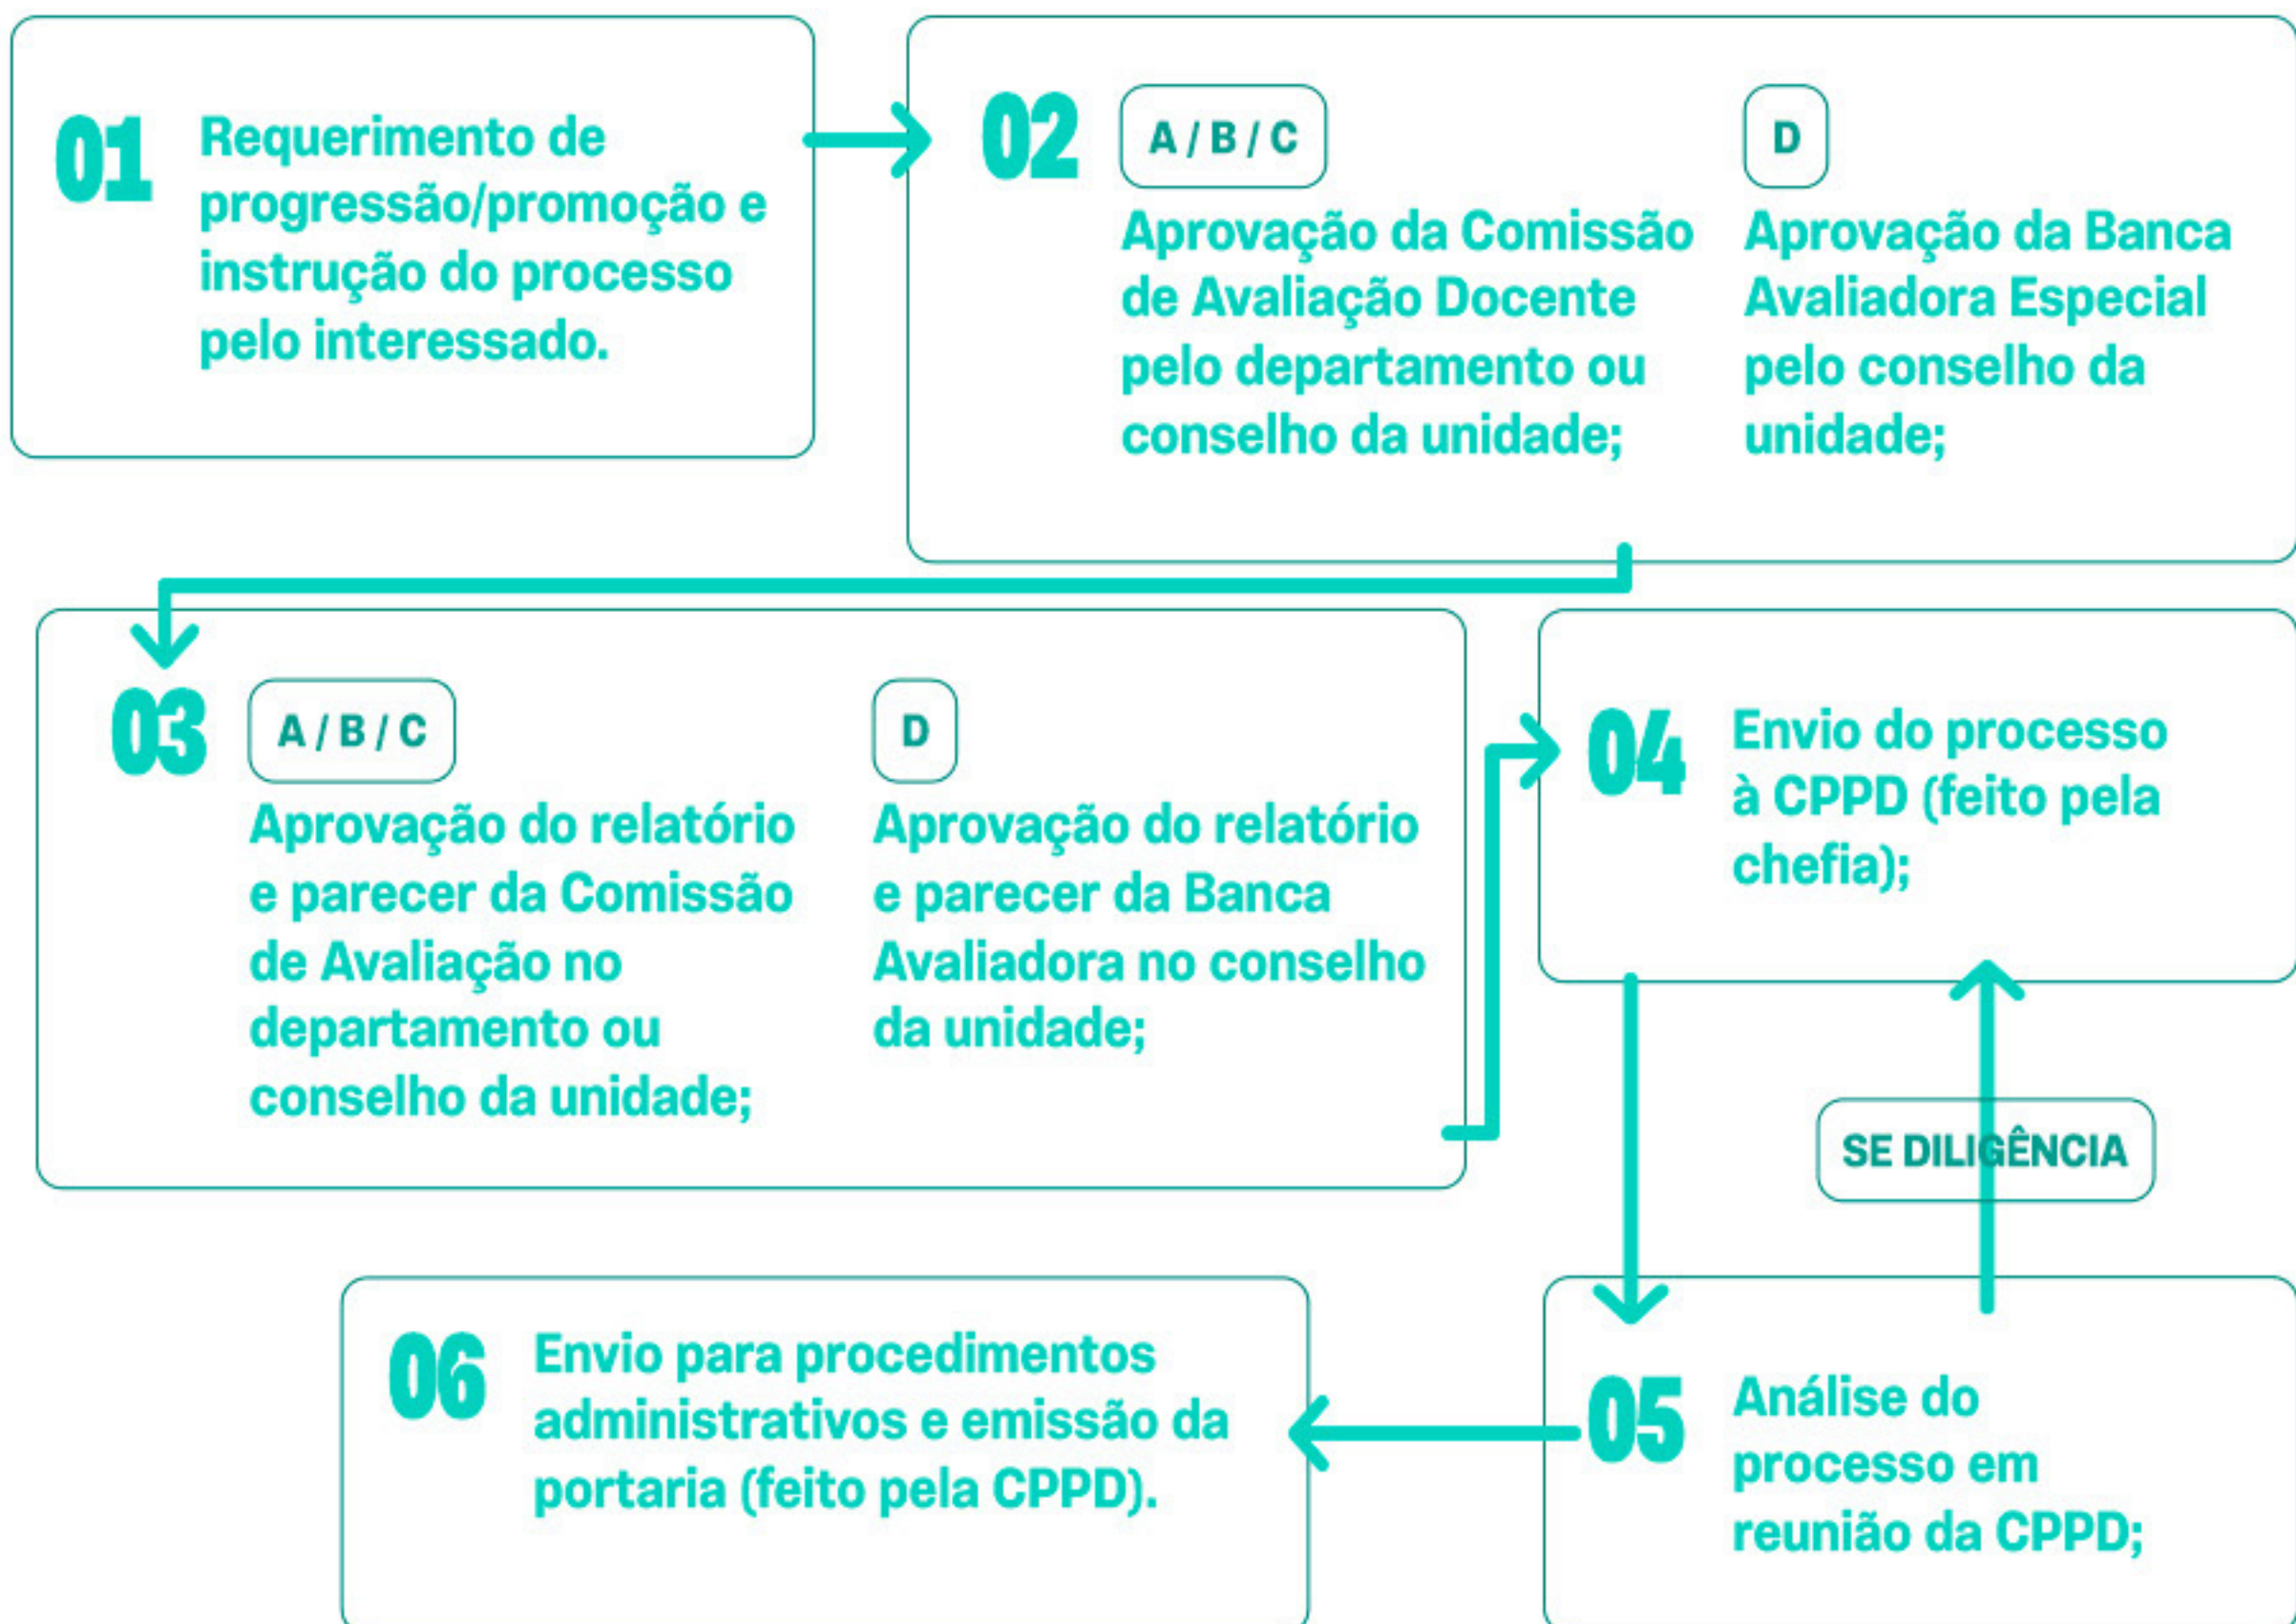 01
Requerimento de
progressão/promoção e
instrução do processo
pelo interessado.
02
A / B / C
Aprovação da Comissão
de Avaliação Docente
pelo departamento ou
conselho da unidade;
D
Aprovação da Banca
Avaliadora Especial
pelo conselho da
unidade;
03
A / B / C
Aprovação do relatório
e parecer da Comissão
de Avaliação no
departamento ou
conselho da unidade;
D
Aprovação do relatório
e parecer da Banca
Avaliadora no conselho
da unidade;
04
Envio do processo
à CPPD (feito pela
chefia);
SE DILIGÊNCIA
05
Análise do
processo em
reunião da CPPD;
06
Envio para procedimentos
administrativos e emissão da
portaria (feito pela CPPD).